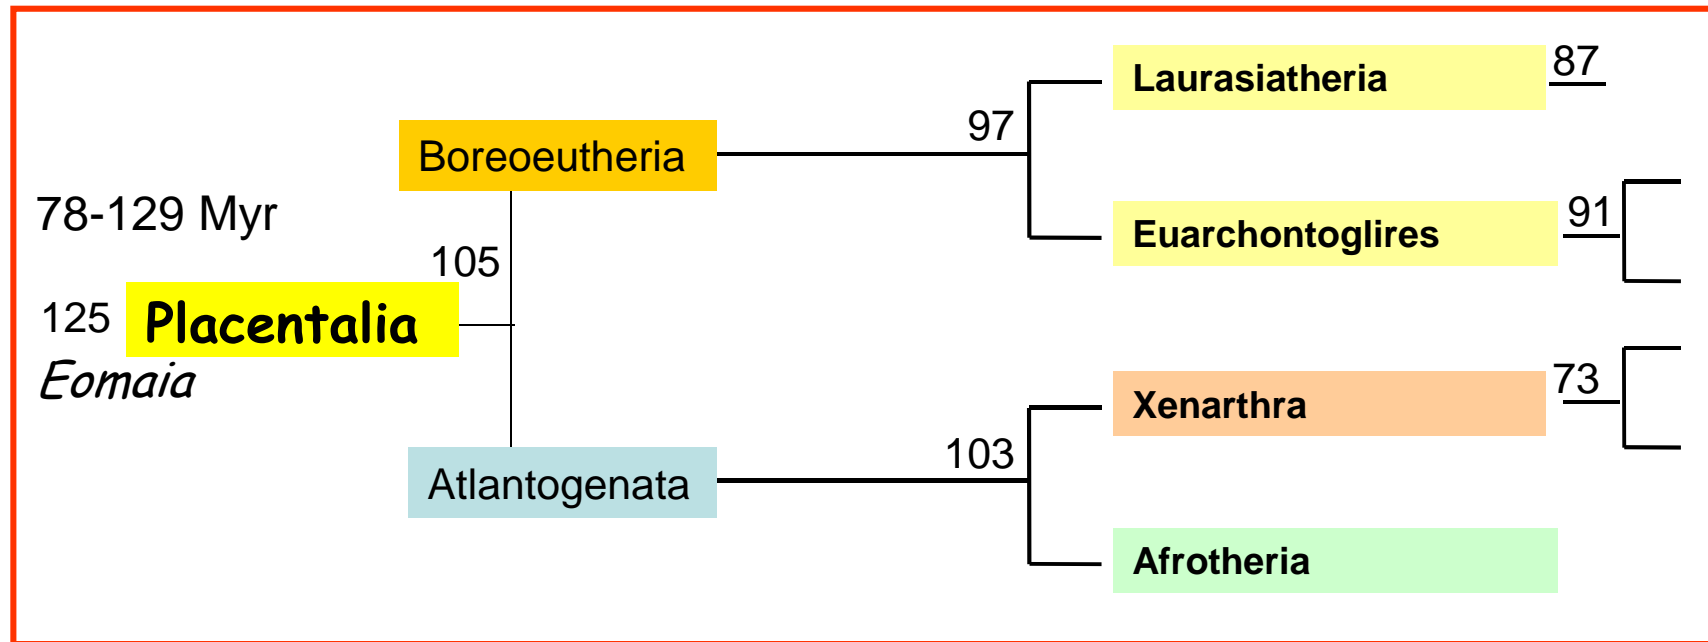 78-129 Myr
125 Placentalia
Eomaia
105
Boreoeutheria
Atlantogenata
97
103
Laurasiatheria 87
Euarchontoglires 91
Xenarthra 73
Afrotheria